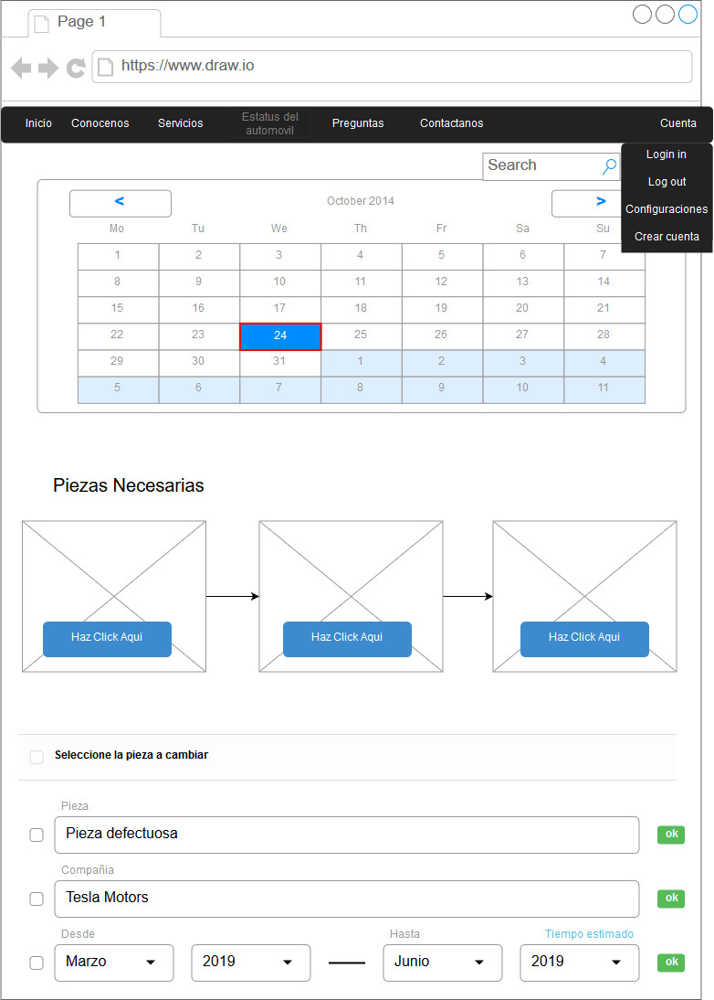 Page 1
https://www.draw.io
Inicio Conocenos Servicios Estatus del Preguntas Contactanos Cuenta
automovil
Login in
Search
Log out
< October 2014 >
Configuraciones
Mo Tu We Th Fr Sa Su
Crear cuenta
1 2 3 4 5 6 7
8 9 10 11 12 13 14
15 16 17 18 19 20 21
22 23 24 25 26 27 28
29 30 31 1 2 3 4
5 6 7 8 9 10 11
Piezas Necesarias
Haz Click Aqui Haz Click Aqui Haz Click Aqui
Seleccione la pieza a cambiar
Pieza
Pieza defectuosa ok
Compañia
Tesla Motors ok
Desde Hasta Tiempo estimado
Marzo 2019 Junio 2019 ok